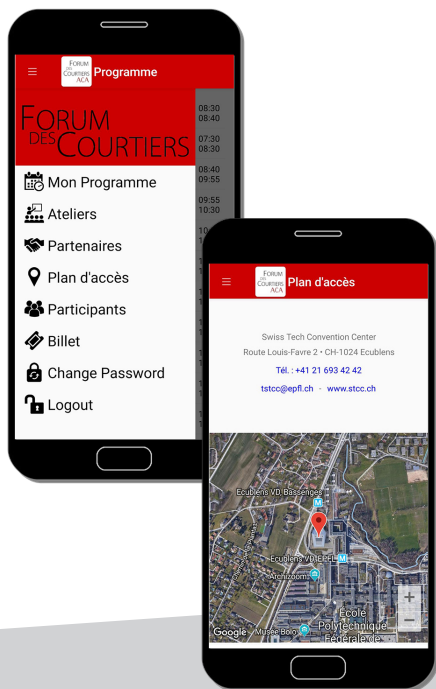 FORUM
DES
COURTIERS
ACA
Programme
FORUM
DES COURTIERS
08:30
08:40
07:30
08:30
08:40
09:55
09:55
10:30
Mon Programme
Ateliers
Partenaires
Plan d'accès
Participants
Billet
Change Password
Logout
FORUM
DES
COURTIERS
ACA
Plan d'accès
Swiss Tech Convention Center
Route Louis-Favre 2 • CH-1024 Ecublens
Tél. : +41 21 693 42 42
tstcc@epfl.ch - www.stcc.ch
Ecublens VD, Bassenges
M
Ecublens VD, EPFL
M
Archizoom
École
Polytechnique
Fédérale de
Musée Bolo
Google
+
−